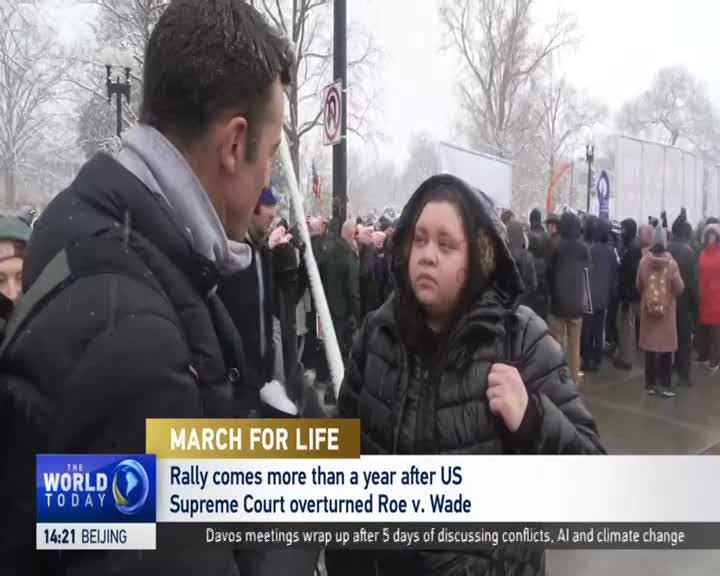 MARCH FOR LIFE
THE
WORLD
TODAY
Rally comes more than a year after US
Supreme Court overturned Roe v. Wade
14:21 BEIJING
Davos meetings wrap up after 5 days of discussing conflicts, AI and climate change